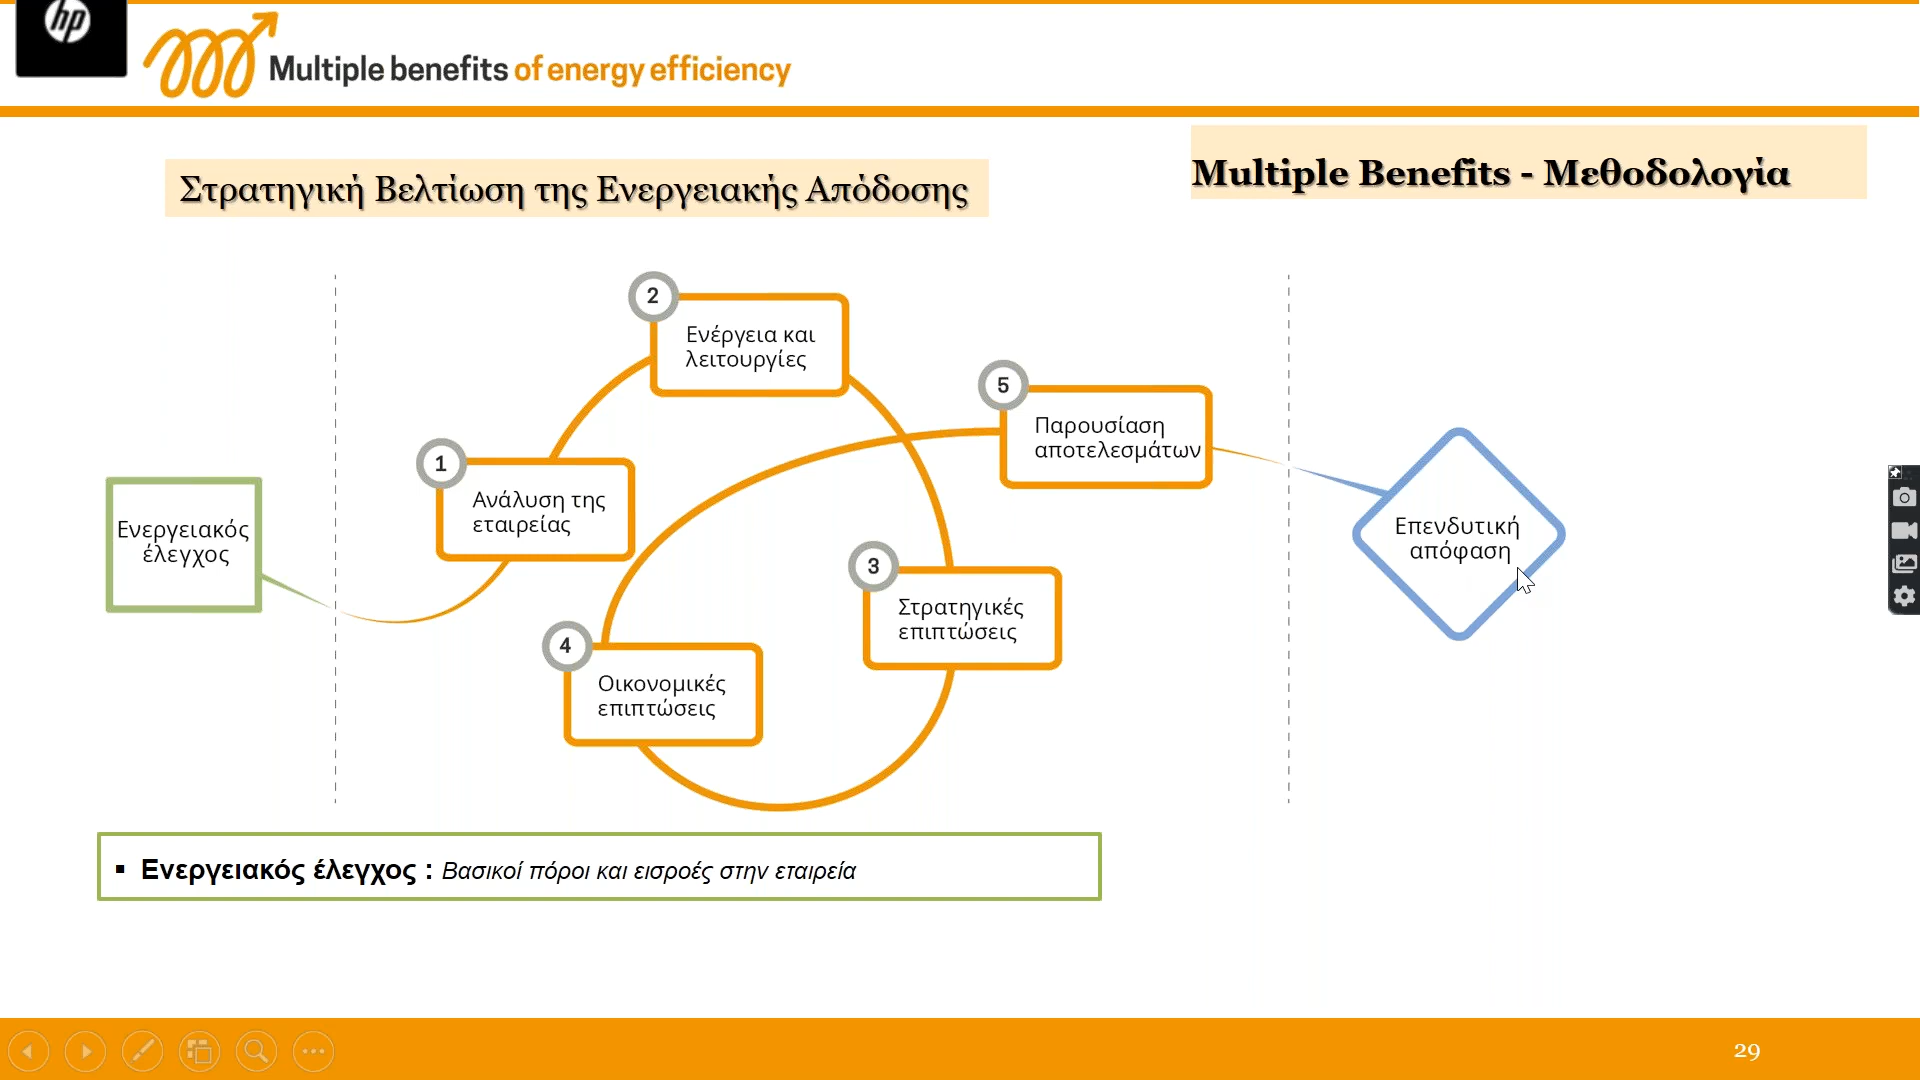 hp
Multiple benefits of energy efficiency
Στρατηγική Βελτίωση της Ενεργειακής Απόδοσης
Multiple Benefits - Μεθοδολογία
Ενεργειακός
έλεγχος
1
Ανάλυση της
εταιρείας
2
Ενέργεια και
λειτουργίες
3
Στρατηγικές
επιπτώσεις
4
Οικονομικές
επιπτώσεις
5
Παρουσίαση
αποτελεσμάτων
Επενδυτική
απόφαση
▪ Ενεργειακός έλεγχος : Βασικοί πόροι και εισροές στην εταιρεία
29